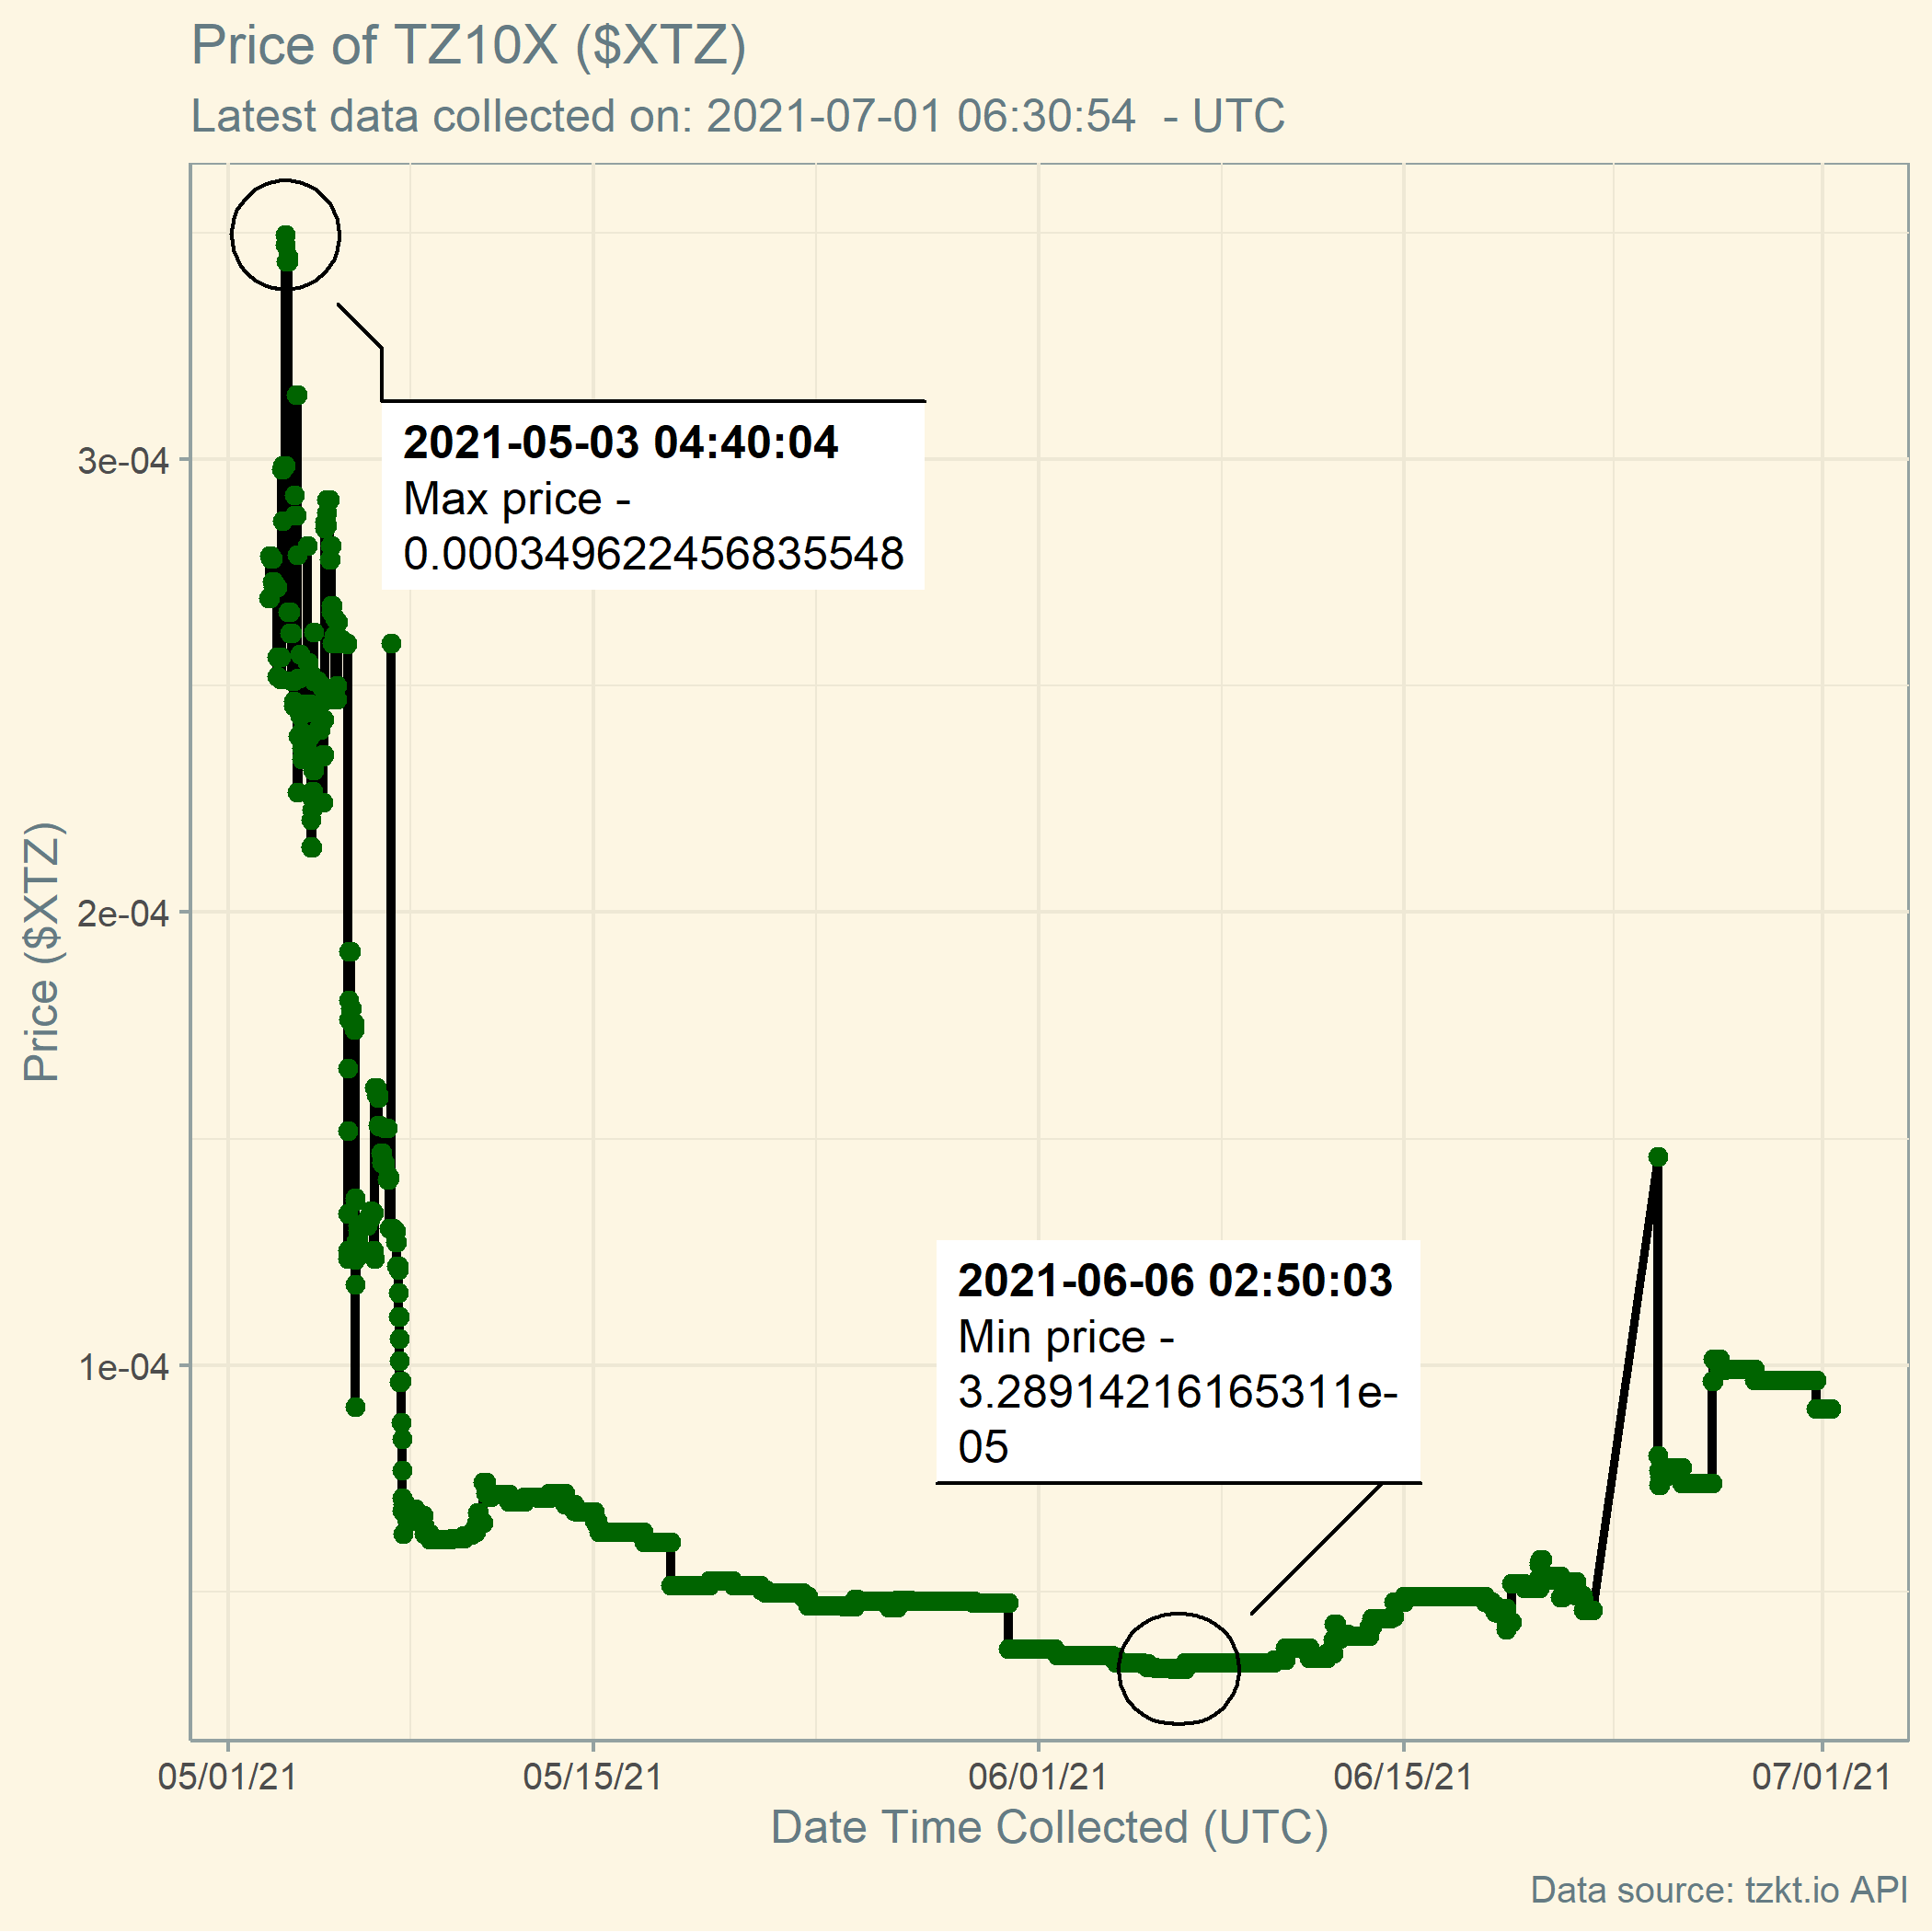 Price of TZ10X ($XTZ)
Latest data collected on: 2021-07-01 06:30:54  - UTC
2021-05-03 04:40:04
Max price -
0.000349622456835548
3e-04
2e-04
1e-04
Price ($XTZ)
2021-06-06 02:50:03
Min price -
3.28914216165311e-
05
05/01/21
05/15/21
06/01/21
06/15/21
07/01/21
Date Time Collected (UTC)
Data source: tzkt.io API